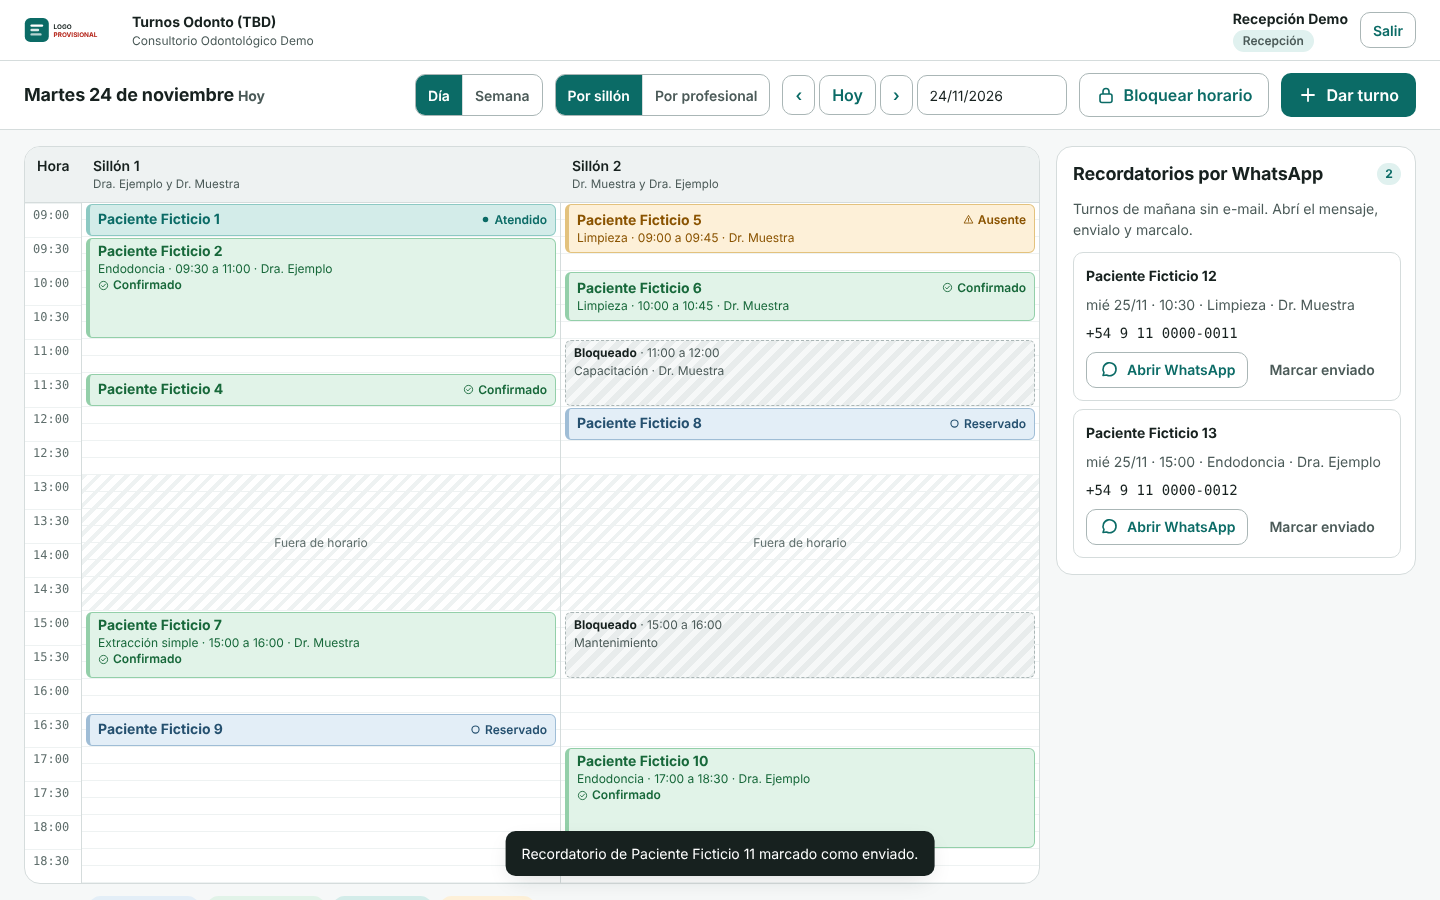 LOGO
PROVISIONAL
Turnos Odonto (TBD)
Consultorio Odontológico Demo
Recepción Demo
Recepción
Salir
Martes 24 de noviembre Hoy
Día
Semana
Por sillón
Por profesional
‹
Hoy
›
24/11/2026
Bloquear horario
+ Dar turno
Hora
Sillón 1
Dra. Ejemplo y Dr. Muestra
Sillón 2
Dr. Muestra y Dra. Ejemplo
09:00
09:30
10:00
10:30
11:00
11:30
12:00
12:30
13:00
13:30
14:00
14:30
15:00
15:30
16:00
16:30
17:00
17:30
18:00
18:30
Paciente Ficticio 1
Atendido
Paciente Ficticio 2
Endodoncia · 09:30 a 11:00 · Dra. Ejemplo
Confirmado
Paciente Ficticio 4
Confirmado
Fuera de horario
Paciente Ficticio 7
Extracción simple · 15:00 a 16:00 · Dr. Muestra
Confirmado
Paciente Ficticio 9
Reservado
Paciente Ficticio 5
Ausente
Limpieza · 09:00 a 09:45 · Dr. Muestra
Paciente Ficticio 6
Confirmado
Limpieza · 10:00 a 10:45 · Dr. Muestra
Bloqueado · 11:00 a 12:00
Capacitación · Dr. Muestra
Paciente Ficticio 8
Reservado
Fuera de horario
Bloqueado · 15:00 a 16:00
Mantenimiento
Paciente Ficticio 10
Endodoncia · 17:00 a 18:30 · Dra. Ejemplo
Confirmado
Recordatorios por WhatsApp
2
Turnos de mañana sin e-mail. Abrí el mensaje,
envialo y marcalo.
Paciente Ficticio 12
mié 25/11 · 10:30 · Limpieza · Dr. Muestra
+54 9 11 0000-0011
Abrir WhatsApp
Marcar enviado
Paciente Ficticio 13
mié 25/11 · 15:00 · Endodoncia · Dra. Ejemplo
+54 9 11 0000-0012
Abrir WhatsApp
Marcar enviado
Recordatorio de Paciente Ficticio 11 marcado como enviado.